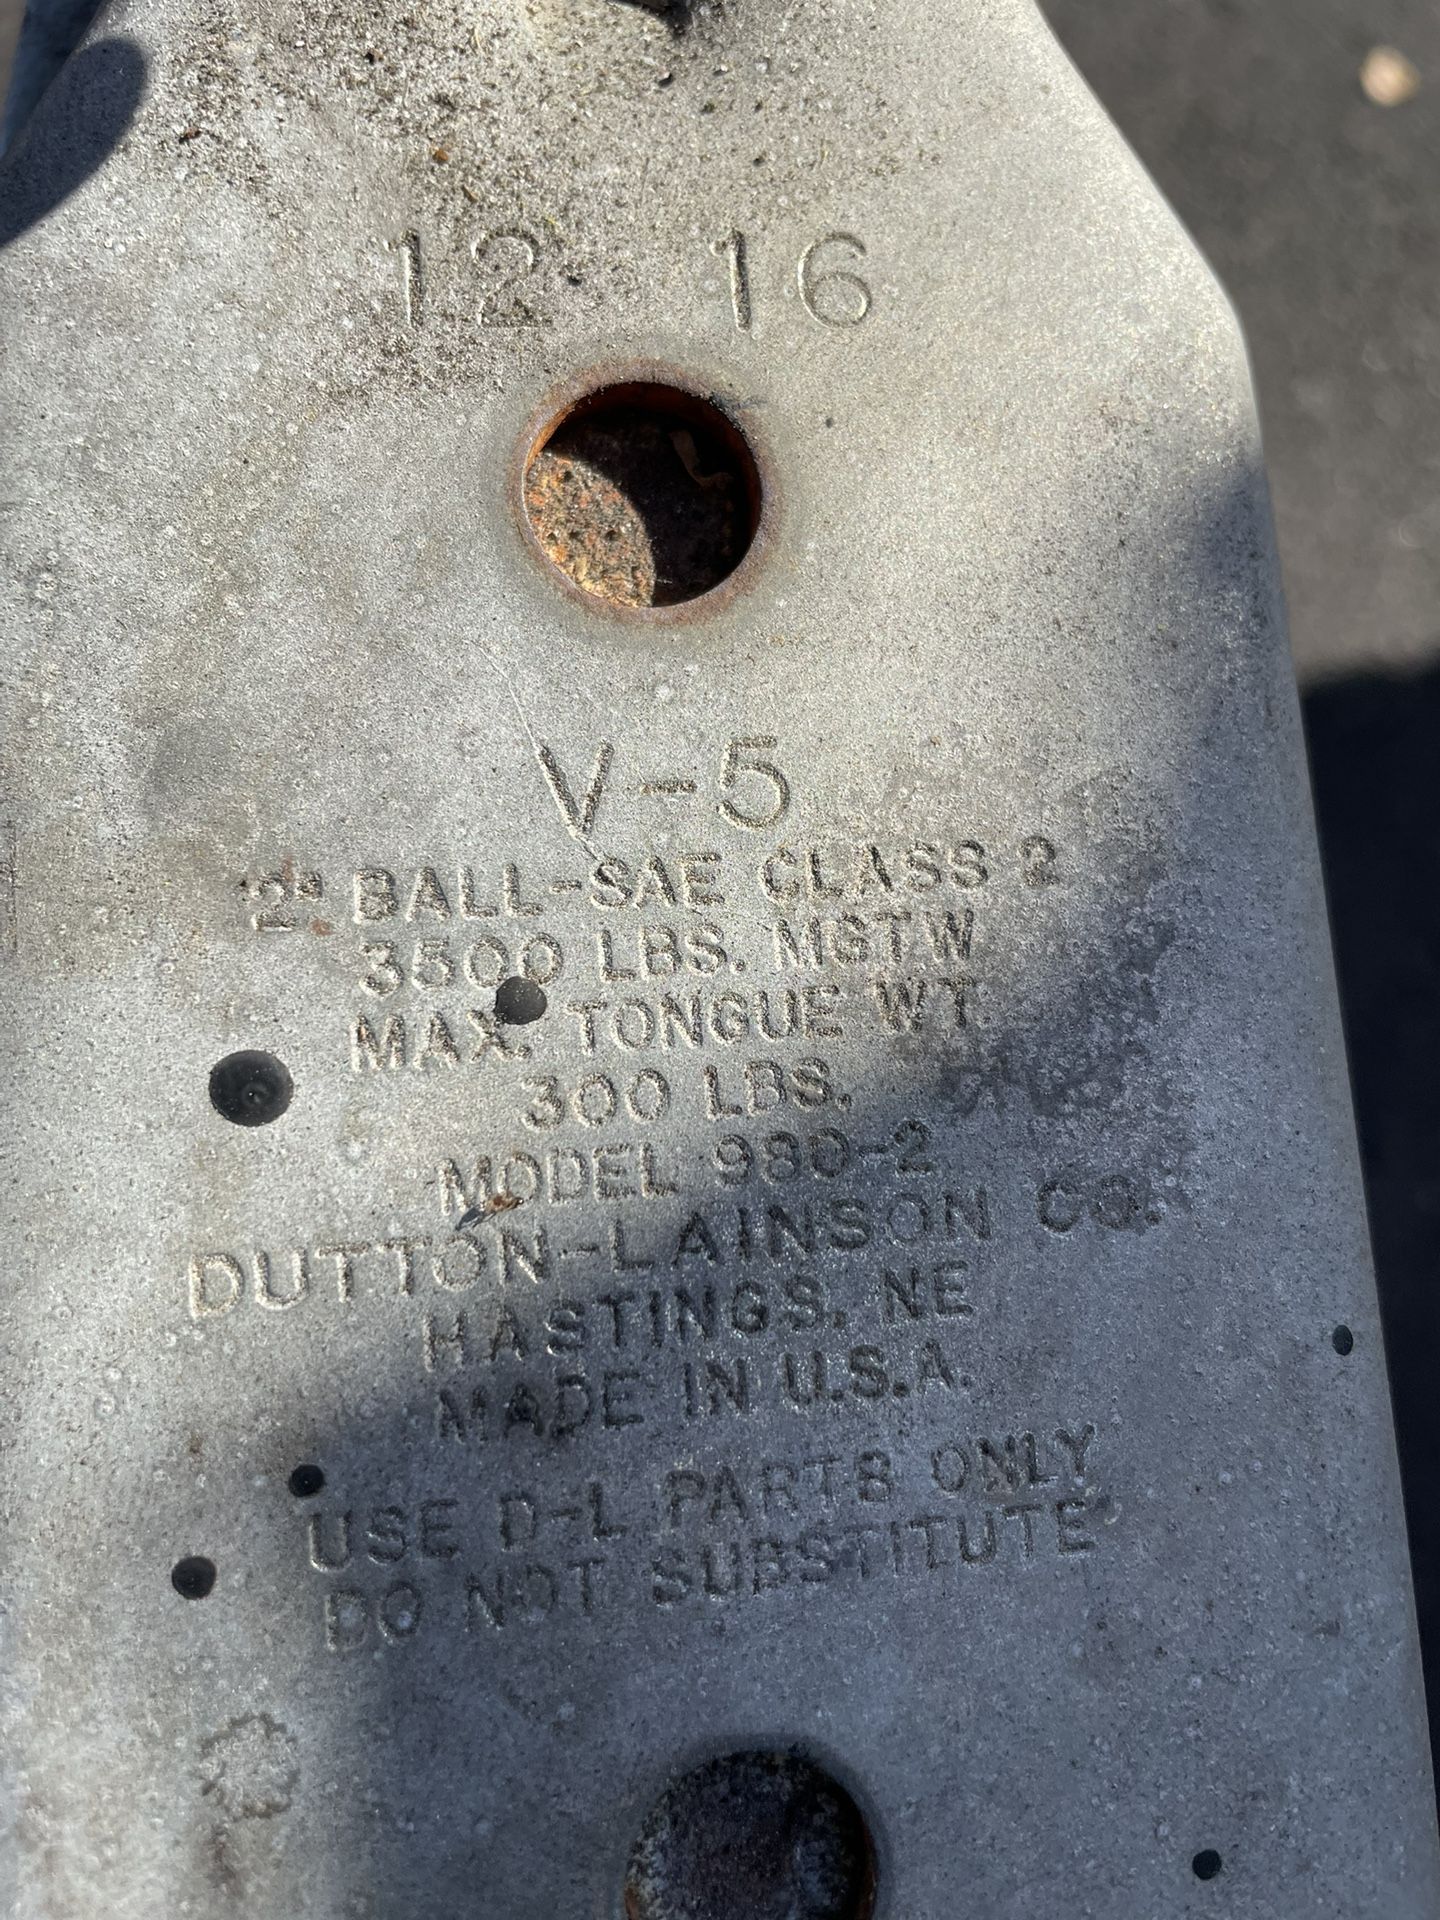 12 16
V-5
2" BALL-SAE CLASS 2
3500 LBS. MGTW
MAX. TONGUE WT.
300 LBS.
MODEL 980-2
DUTTON-LAINSON CO.
HASTINGS, NE
MADE IN U.S.A.
USE D-L PARTS ONLY
DO NOT SUBSTITUTE